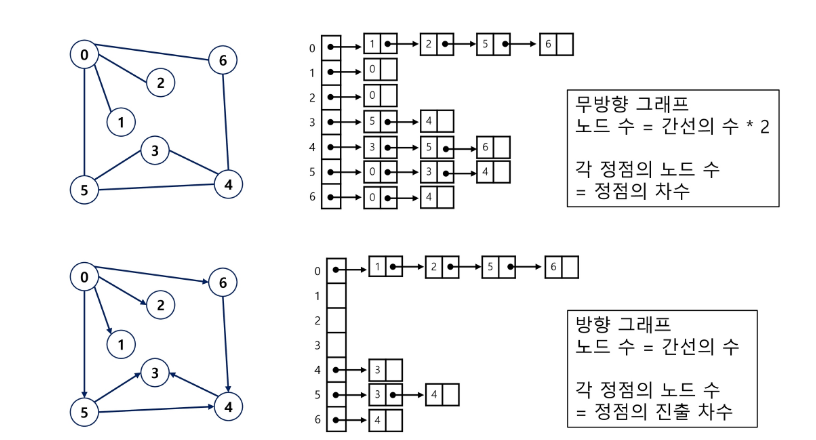 0
6
2
1
3
5
4
0 1 2 5 6
1 0
2 0
3 5 4
4 3 5 6
5 0 3 4
6 0 4
무방향 그래프
노드 수 = 간선의 수 * 2
각 정점의 노드 수
= 정점의 차수
0
6
2
1
3
5
4
0 1 2 5 6
1
2
3
4 3
5 3 4
6 4
방향 그래프
노드 수 = 간선의 수
각 정점의 노드 수
= 정점의 진출 차수